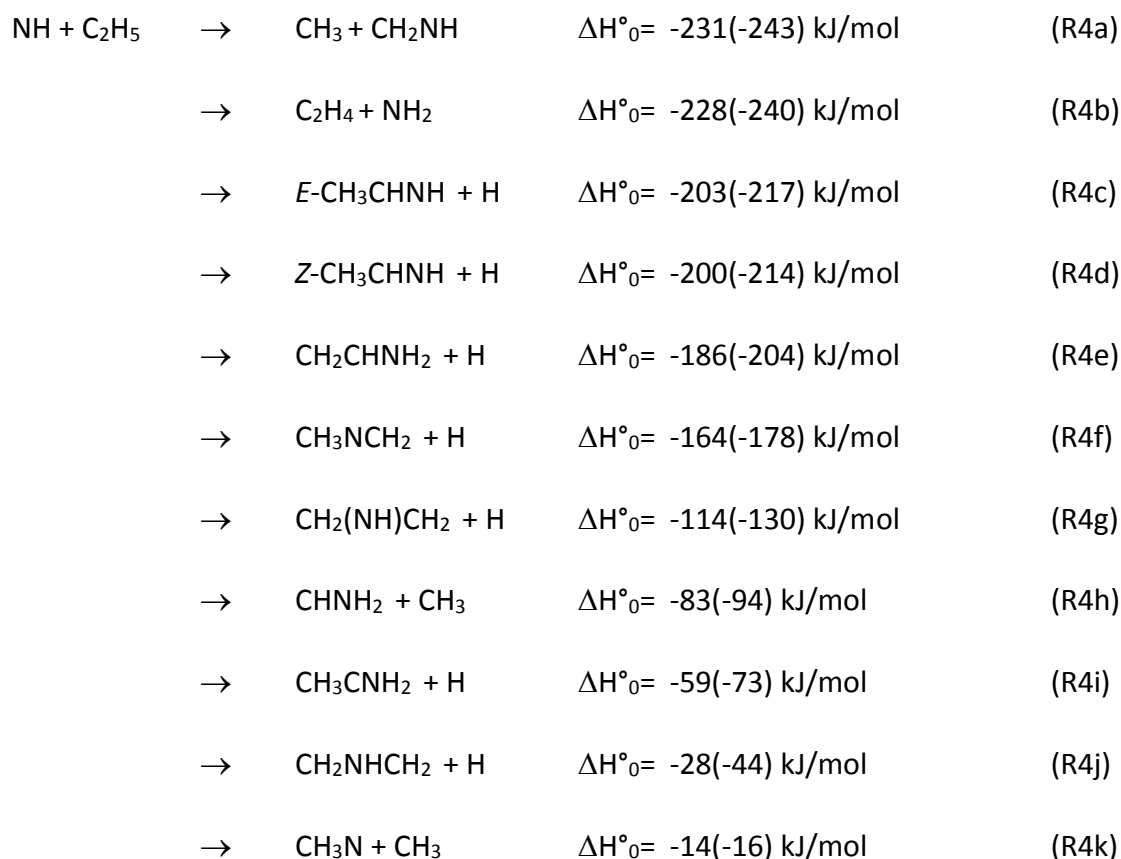 NH + C₂H₅ → CH₃ + CH₂NH ΔH°₀= -231(-243) kJ/mol (R4a)
→ C₂H₄ + NH₂ ΔH°₀= -228(-240) kJ/mol (R4b)
→ E-CH₃CHNH + H ΔH°₀= -203(-217) kJ/mol (R4c)
→ Z-CH₃CHNH + H ΔH°₀= -200(-214) kJ/mol (R4d)
→ CH₂CHNH₂ + H ΔH°₀= -186(-204) kJ/mol (R4e)
→ CH₃NCH₂ + H ΔH°₀= -164(-178) kJ/mol (R4f)
→ CH₂(NH)CH₂ + H ΔH°₀= -114(-130) kJ/mol (R4g)
→ CHNH₂ + CH₃ ΔH°₀= -83(-94) kJ/mol (R4h)
→ CH₃CNH₂ + H ΔH°₀= -59(-73) kJ/mol (R4i)
→ CH₂NHCH₂ + H ΔH°₀= -28(-44) kJ/mol (R4j)
→ CH₃N + CH₃ ΔH°₀= -14(-16) kJ/mol (R4k)